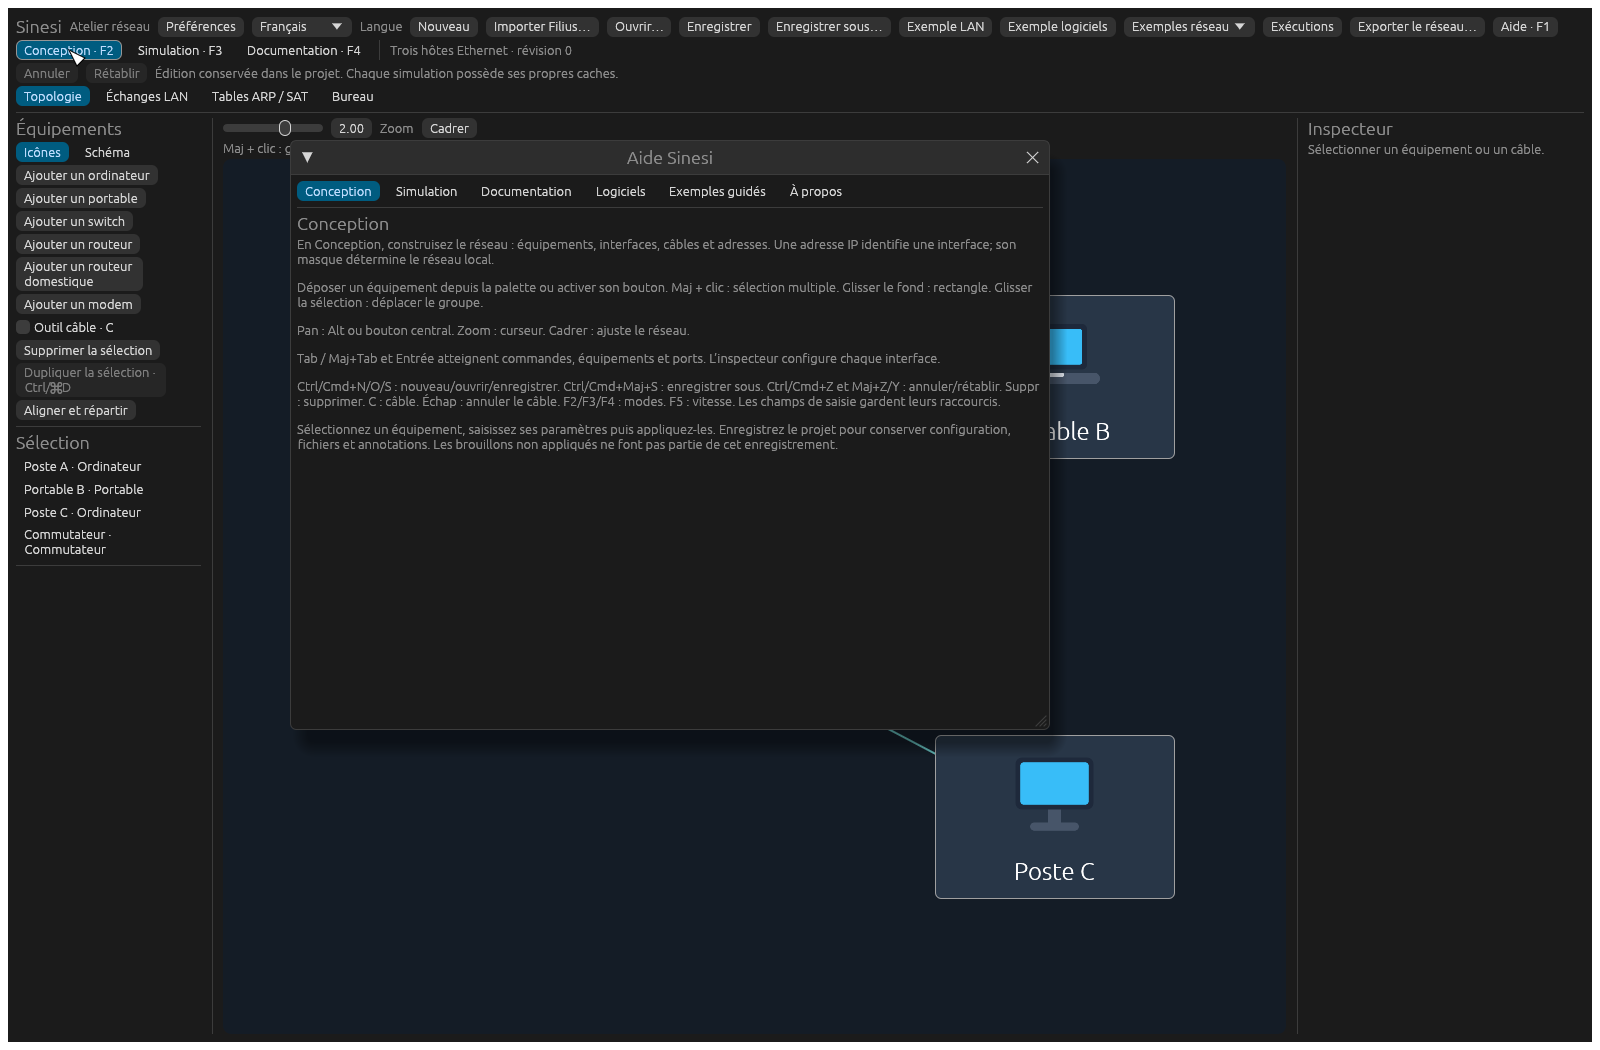 Sinesi Atelier réseau Préférences Français Langue Nouveau Importer Filius… Ouvrir… Enregistrer Enregistrer sous… Exemple LAN Exemple logiciels Exemples réseau Exécutions Exporter le réseau… Aide · F1
Conception · F2 Simulation · F3 Documentation · F4 Trois hôtes Ethernet · révision 0
Annuler Rétablir Édition conservée dans le projet. Chaque simulation possède ses propres caches.
Topologie Échanges LAN Tables ARP / SAT Bureau
Équipements
Icônes Schéma
Ajouter un ordinateur
Ajouter un portable
Ajouter un switch
Ajouter un routeur
Ajouter un routeur
domestique
Ajouter un modem
Outil câble · C
Supprimer la sélection
Dupliquer la sélection ·
Ctrl/⌘D
Aligner et répartir
Sélection
Poste A · Ordinateur
Portable B · Portable
Poste C · Ordinateur
Commutateur ·
Commutateur
2.00 Zoom Cadrer
Maj + clic :
Aide Sinesi
Conception Simulation Documentation Logiciels Exemples guidés À propos
Conception
En Conception, construisez le réseau : équipements, interfaces, câbles et adresses. Une adresse IP identifie une interface; son
masque détermine le réseau local.
Déposer un équipement depuis la palette ou activer son bouton. Maj + clic : sélection multiple. Glisser le fond : rectangle. Glisser
la sélection : déplacer le groupe.
Pan : Alt ou bouton central. Zoom : curseur. Cadrer : ajuste le réseau.
Tab / Maj+Tab et Entrée atteignent commandes, équipements et ports. L’inspecteur configure chaque interface.
Ctrl/Cmd+N/O/S : nouveau/ouvrir/enregistrer. Ctrl/Cmd+Maj+S : enregistrer sous. Ctrl/Cmd+Z et Maj+Z/Y : annuler/rétablir. Suppr
: supprimer. C : câble. Échap : annuler le câble. F2/F3/F4 : modes. F5 : vitesse. Les champs de saisie gardent leurs raccourcis.
Sélectionnez un équipement, saisissez ses paramètres puis appliquez-les. Enregistrez le projet pour conserver configuration,
fichiers et annotations. Les brouillons non appliqués ne font pas partie de cet enregistrement.
able B
Poste C
Inspecteur
Sélectionner un équipement ou un câble.